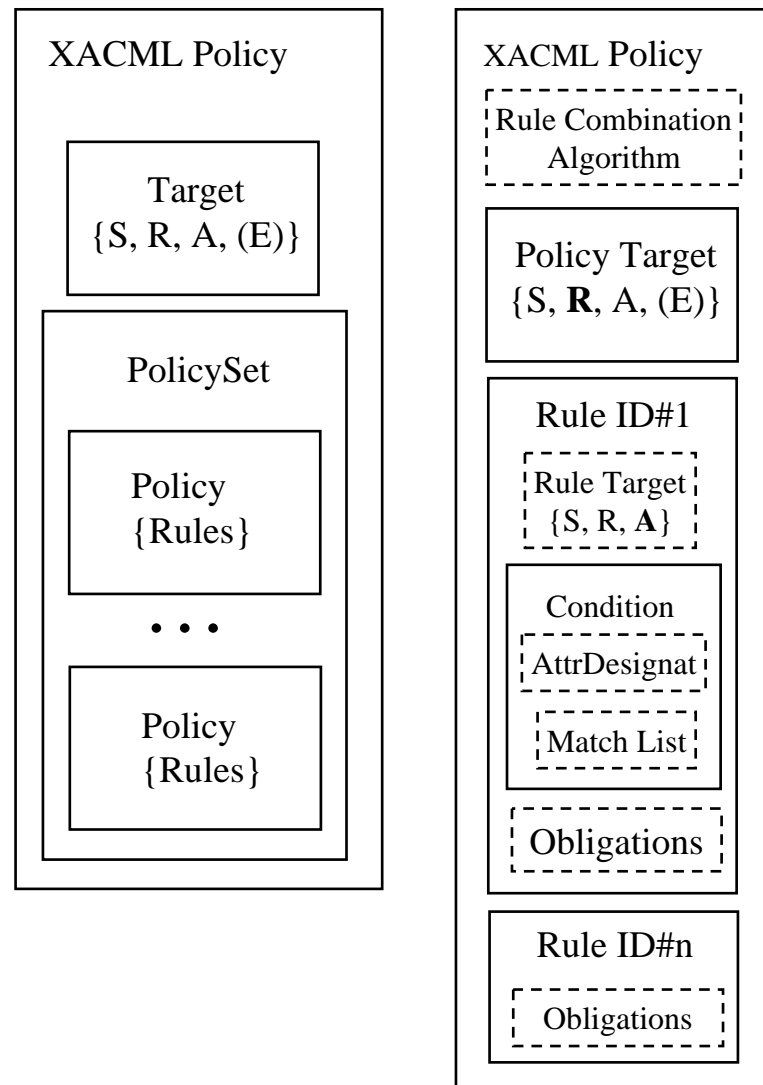 XACML Policy
Target
{S, R, A, (E)}
PolicySet
Policy
{Rules}
• • •
Policy
{Rules}
XACML Policy
Rule Combination
Algorithm
Policy Target
{S, R, A, (E)}
Rule ID#1
Rule Target
{S, R, A}
Condition
AttrDesignat
Match List
Obligations
Rule ID#n
Obligations